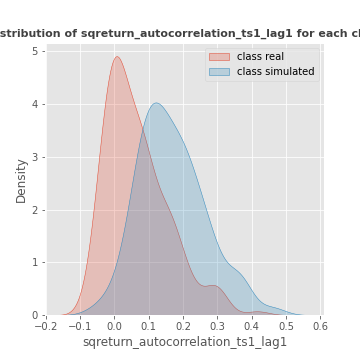 stribution of sqreturn_autocorrelation_ts1_lag1 for each cl
class real
class simulated
Density
5
4
3
2
1
0
−0.2 −0.1 0.0 0.1 0.2 0.3 0.4 0.5 0.6
sqreturn_autocorrelation_ts1_lag1